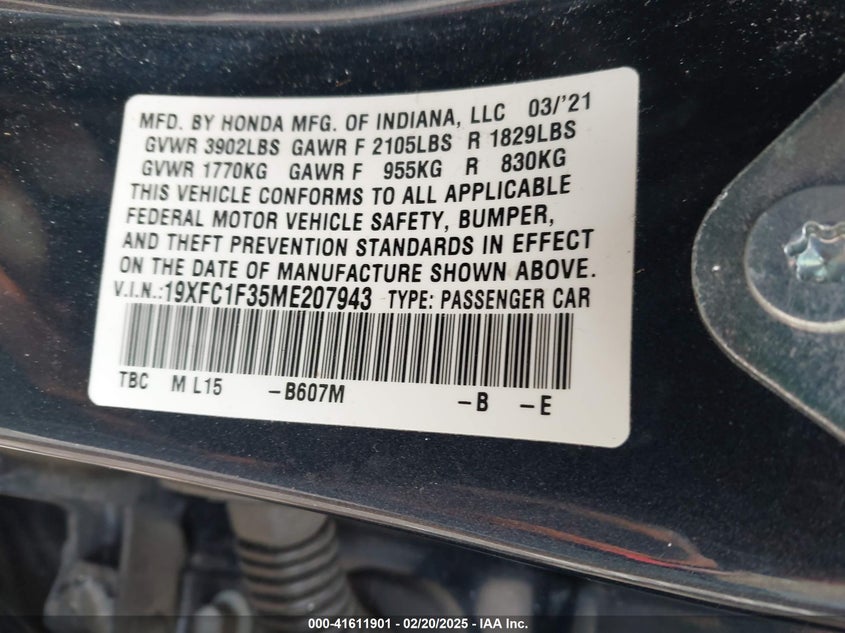 MFD. BY HONDA MFG. OF INDIANA, LLC 03/'21
GVWR 3902LBS GAWR F 2105LBS R 1829LBS
GVWR 1770KG GAWR F 955KG R 830KG
THIS VEHICLE CONFORMS TO ALL APPLICABLE
FEDERAL MOTOR VEHICLE SAFETY, BUMPER,
AND THEFT PREVENTION STANDARDS IN EFFECT
ON THE DATE OF MANUFACTURE SHOWN ABOVE.
V.I.N.:19XFC1F35ME207943 TYPE: PASSENGER CAR
TBC M L15 -B607M -B -E
000-41611901 - 02/20/2025 - IAA Inc.